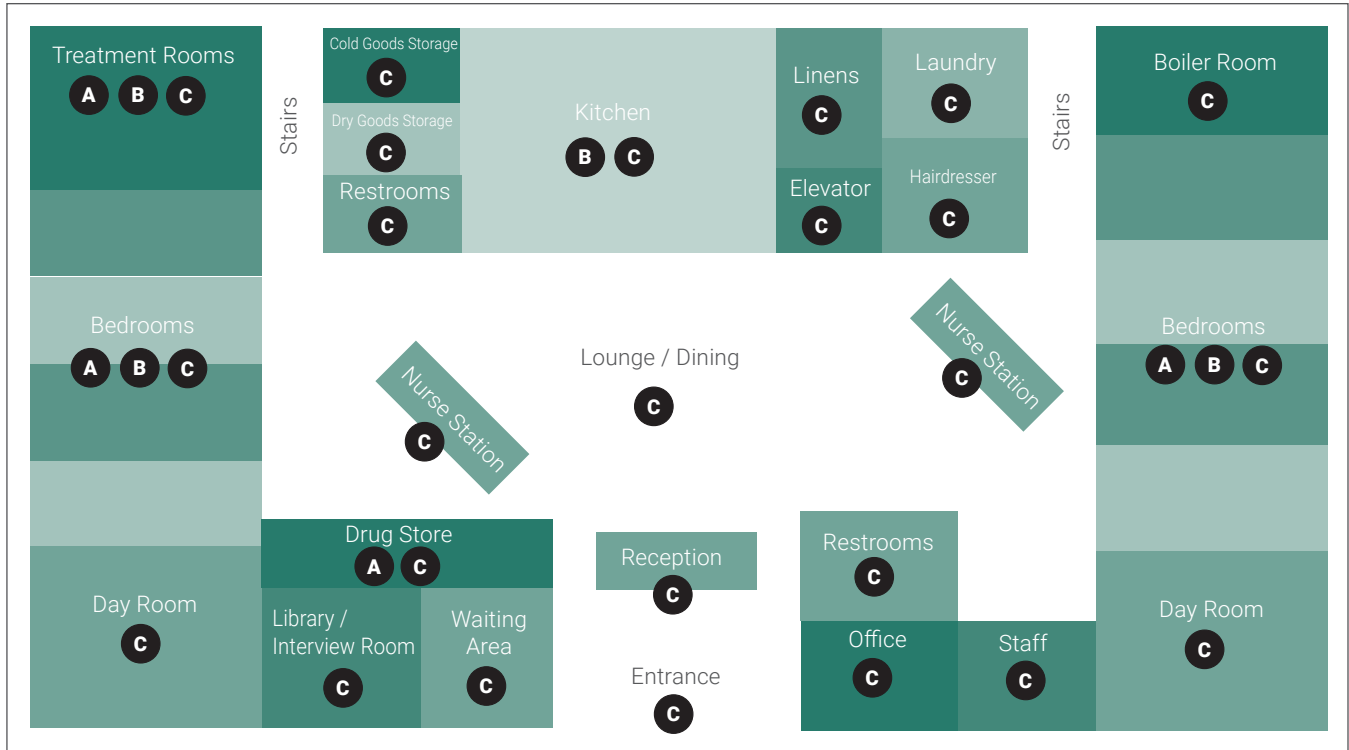 Treatment Rooms
A B C
Stairs
Cold Goods Storage
C
Dry Goods Storage
C
Restrooms
C
Kitchen
B C
Linens
C
Laundry
C
Elevator
C
Hairdresser
C
Stairs
Boiler Room
C
Bedrooms
A B C
Nurse Station
C
Lounge / Dining
C
Nurse Station
C
Bedrooms
A B C
Day Room
C
Drug Store
A C
Library /
Interview Room
C
Waiting
Area
C
Reception
C
Entrance
C
Restrooms
C
Office
C
Staff
C
Day Room
C